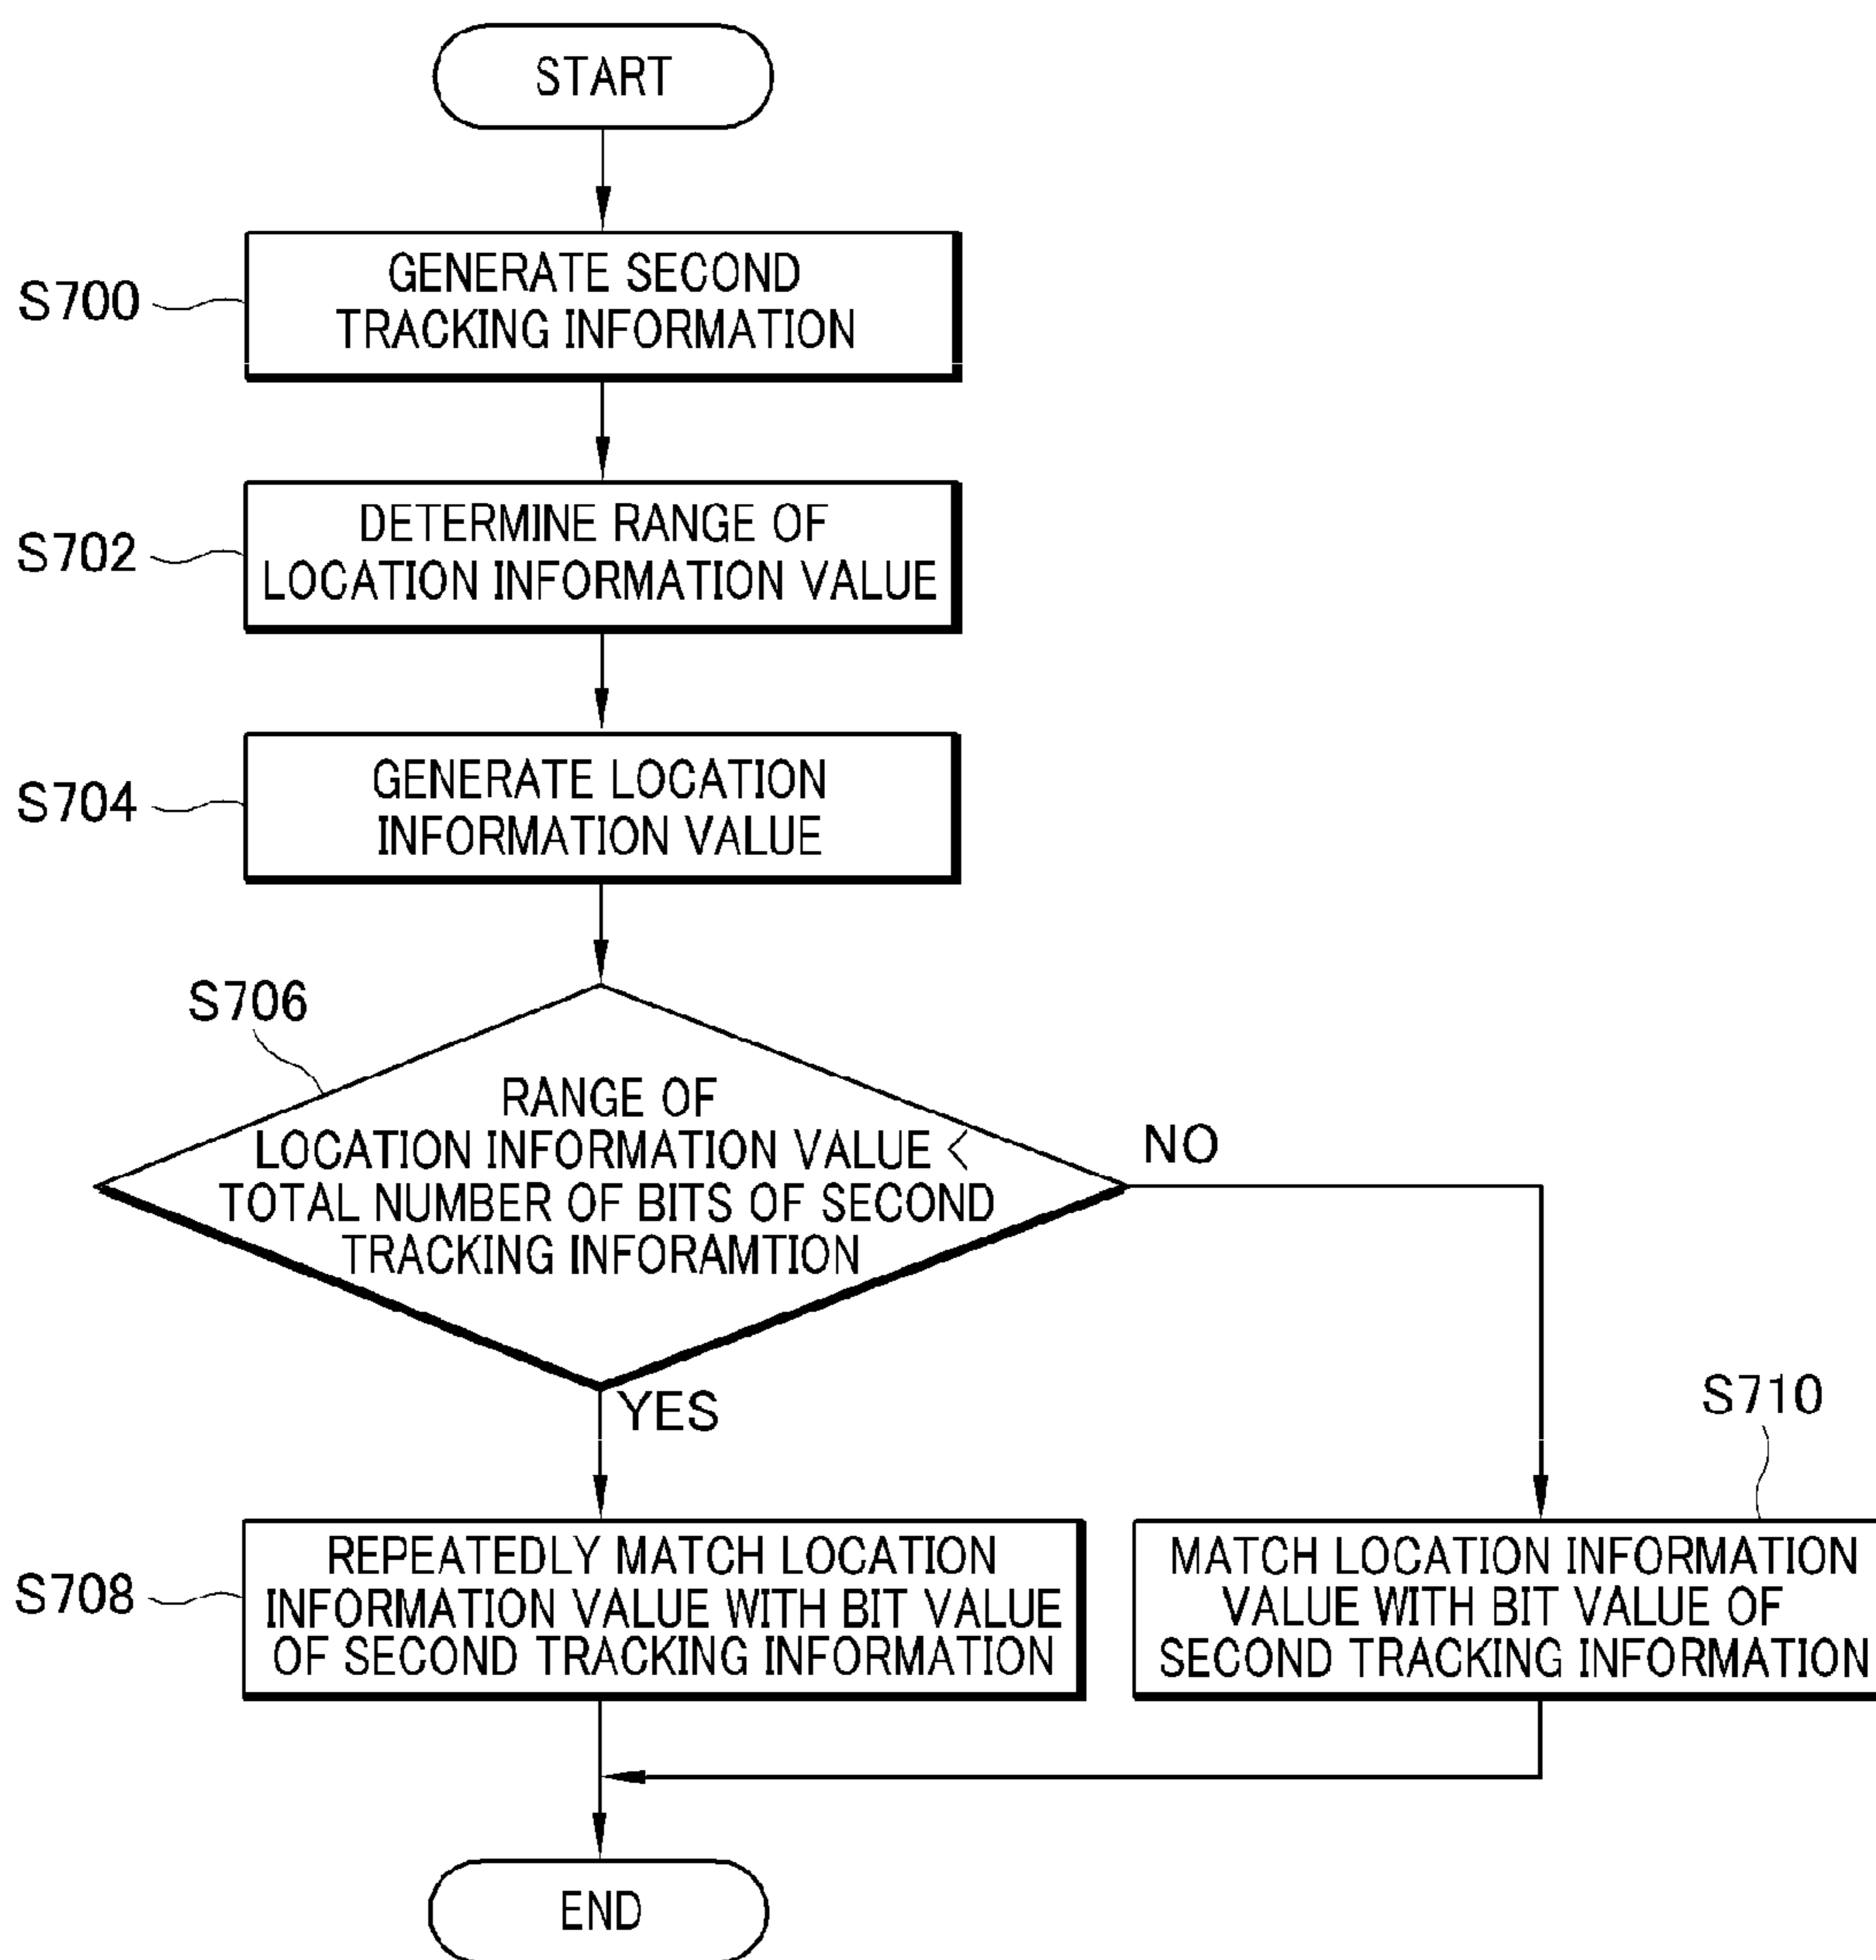 START
S700
GENERATE SECOND
TRACKING INFORMATION
S702
DETERMINE RANGE OF
LOCATION INFORMATION VALUE
S704
GENERATE LOCATION
INFORMATION VALUE
S706
RANGE OF
LOCATION INFORMATION VALUE <
TOTAL NUMBER OF BITS OF SECOND
TRACKING INFORAMTION
NO
YES
S708
REPEATEDLY MATCH LOCATION
INFORMATION VALUE WITH BIT VALUE
OF SECOND TRACKING INFORMATION
S710
MATCH LOCATION INFORMATION
VALUE WITH BIT VALUE OF
SECOND TRACKING INFORMATION
END